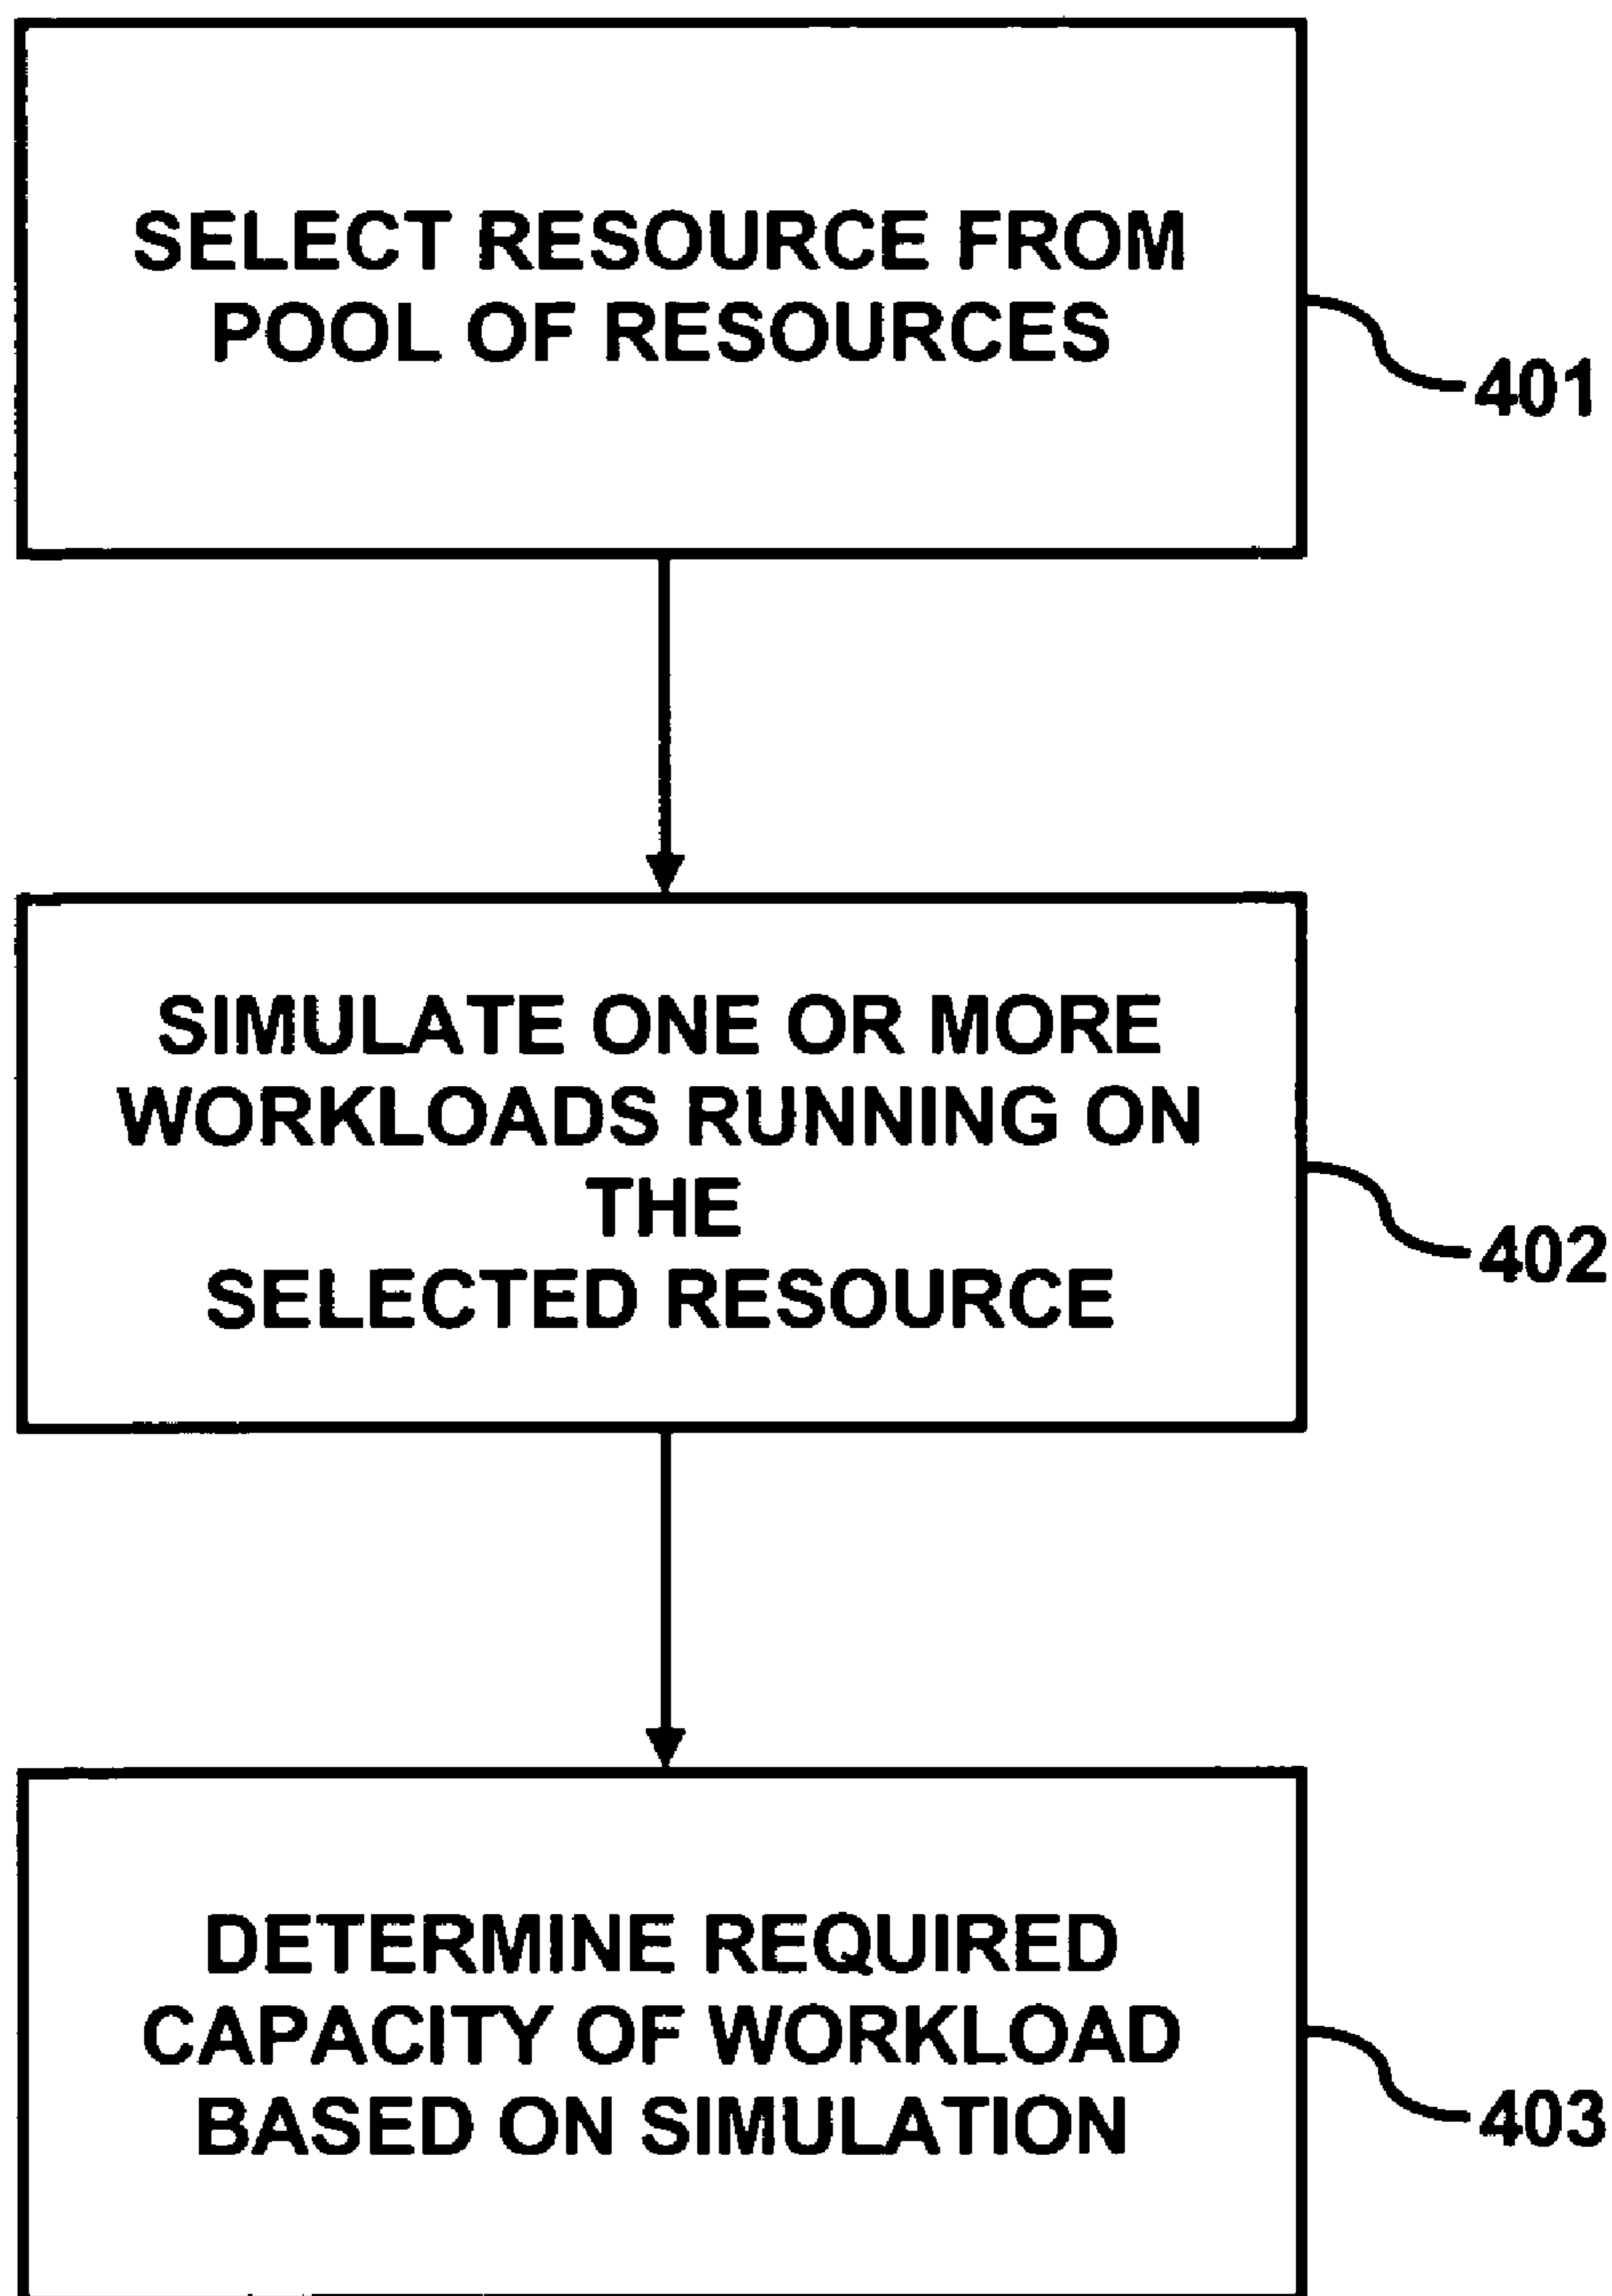 SELECT RESOURCE FROM
POOL OF RESOURCES
401
SIMULATE ONE OR MORE
WORKLOADS RUNNING ON
THE
SELECTED RESOURCE
402
DETERMINE REQUIRED
CAPACITY OF WORKLOAD
BASED ON SIMULATION
403